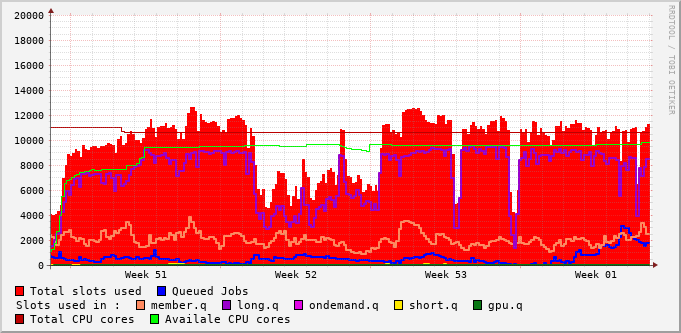 20000
18000
16000
14000
12000
10000
8000
6000
4000
2000
0
Week 51 Week 52 Week 53 Week 01
Total slots used Queued Jobs
Slots used in : member.q long.q ondemand.q short.q gpu.q
Total CPU cores Availale CPU cores
RRDTOOL / TOBI OETIKER